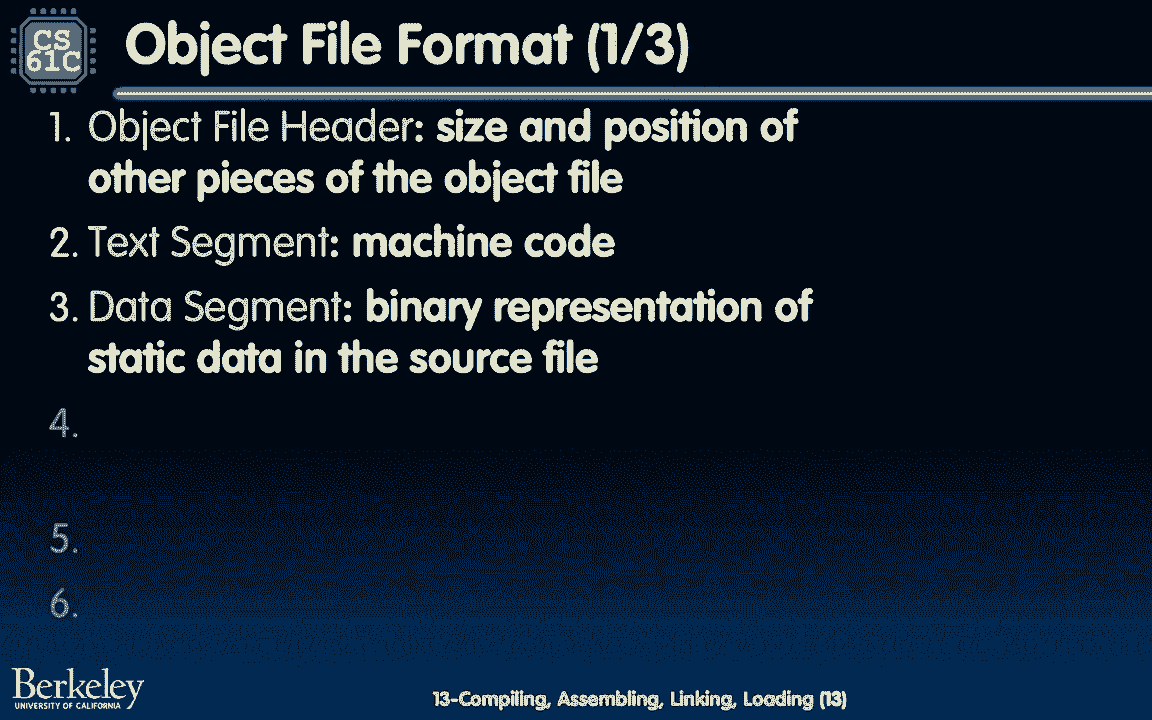 CS
61C
Object File Format (1/3)
1. Object File Header: size and position of
other pieces of the object file
2. Text Segment: machine code
3. Data Segment: binary representation of
static data in the source file
4.
5.
6.
Berkeley
UNIVERSITY OF CALIFORNIA
13-Compiling, Assembling, Linking, Loading (13)